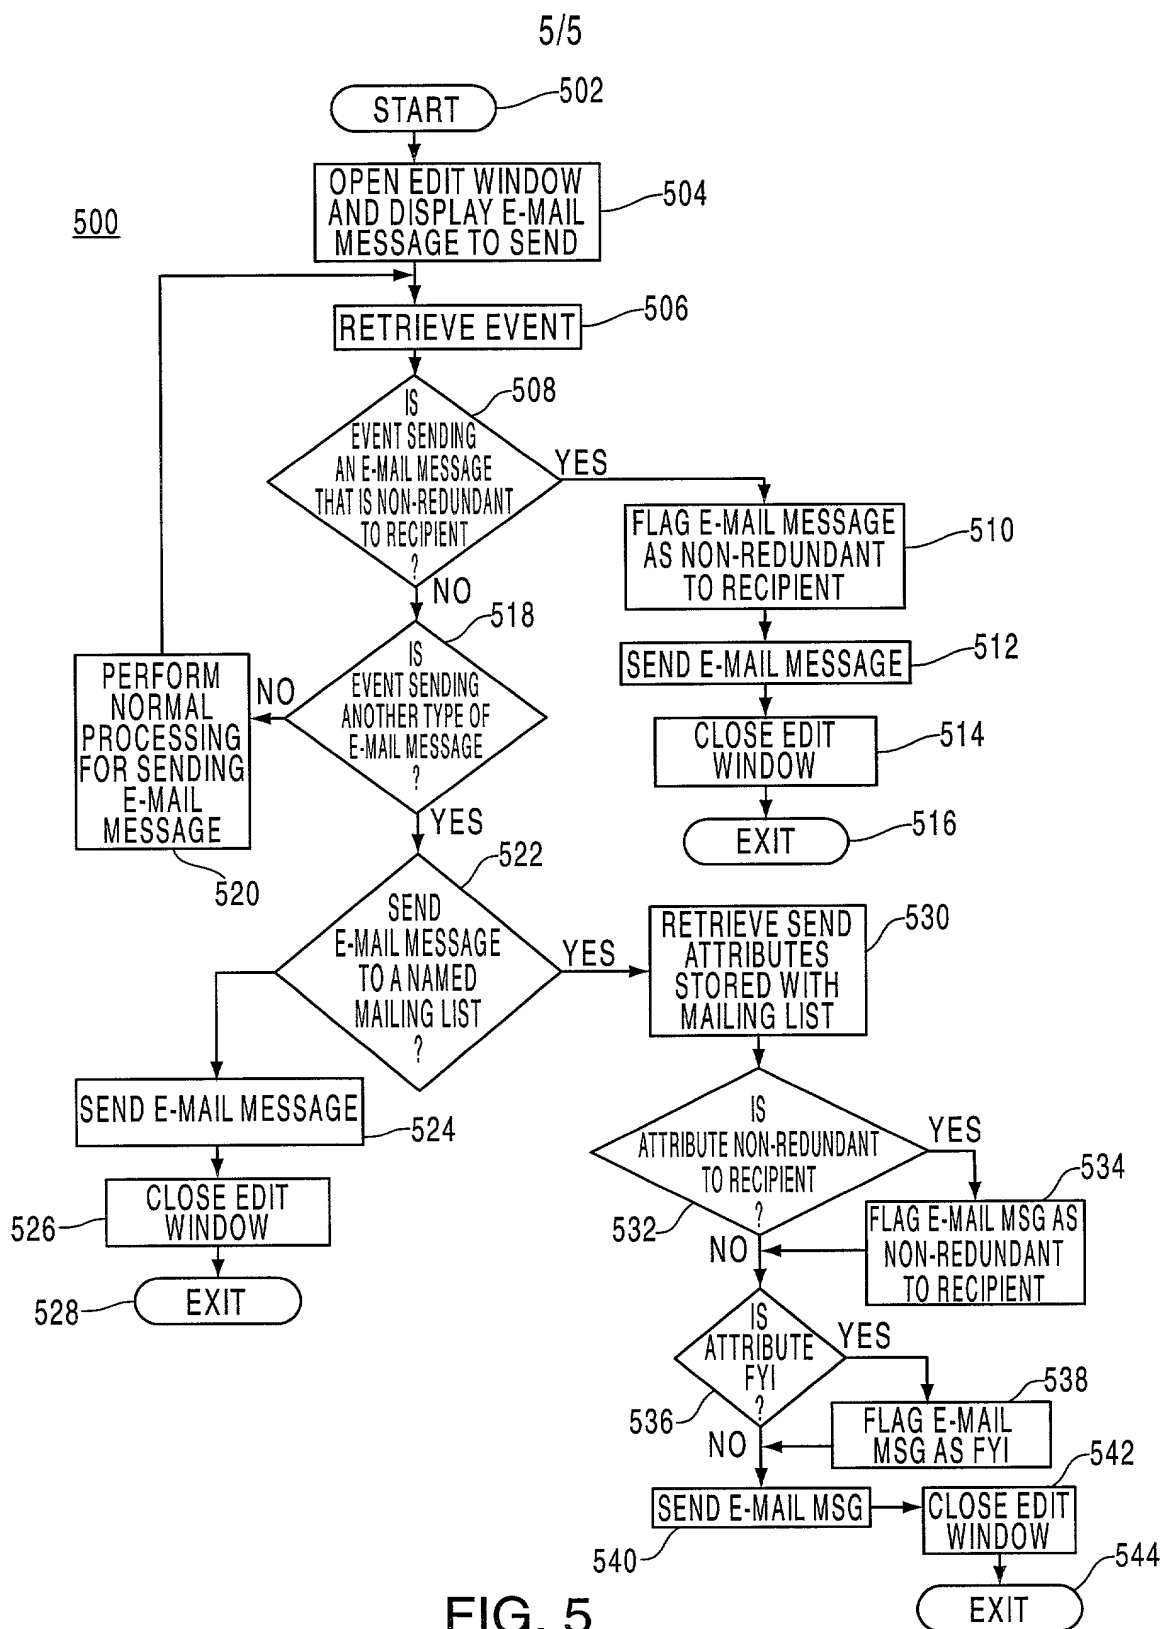 5/5
START
502
500
OPEN EDIT WINDOW
AND DISPLAY E-MAIL
MESSAGE TO SEND
504
RETRIEVE EVENT
506
IS
EVENT SENDING
AN E-MAIL MESSAGE
THAT IS NON-REDUNDANT
TO RECIPIENT
?
508
YES
NO
FLAG E-MAIL MESSAGE
AS NON-REDUNDANT
TO RECIPIENT
510
SEND E-MAIL MESSAGE
512
CLOSE EDIT
WINDOW
514
EXIT
516
IS
EVENT SENDING
ANOTHER TYPE OF
E-MAIL MESSAGE
?
518
NO
YES
PERFORM
NORMAL
PROCESSING
FOR SENDING
E-MAIL
MESSAGE
520
SEND
E-MAIL MESSAGE
TO A NAMED
MAILING LIST
?
522
YES
SEND E-MAIL MESSAGE
524
CLOSE EDIT
WINDOW
526
EXIT
528
RETRIEVE SEND
ATTRIBUTES
STORED WITH
MAILING LIST
530
IS
ATTRIBUTE NON-REDUNDANT
TO RECIPIENT
?
532
YES
NO
FLAG E-MAIL MSG AS
NON-REDUNDANT
TO RECIPIENT
534
IS
ATTRIBUTE
FYI
?
536
YES
NO
FLAG E-MAIL
MSG AS FYI
538
SEND E-MAIL MSG
540
CLOSE EDIT
WINDOW
542
EXIT
544
FIG. 5